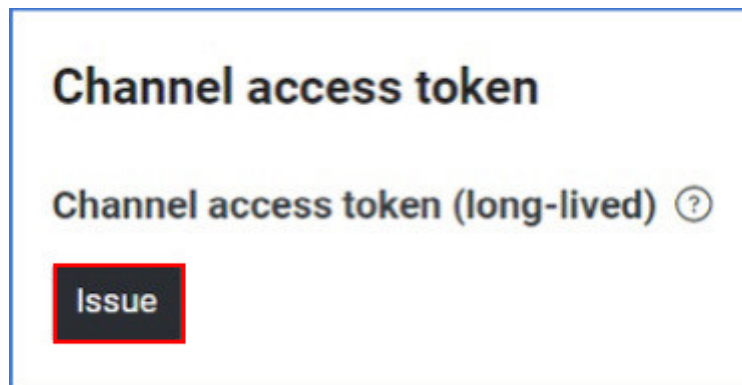 Channel access token
Channel access token (long-lived) ?
Issue